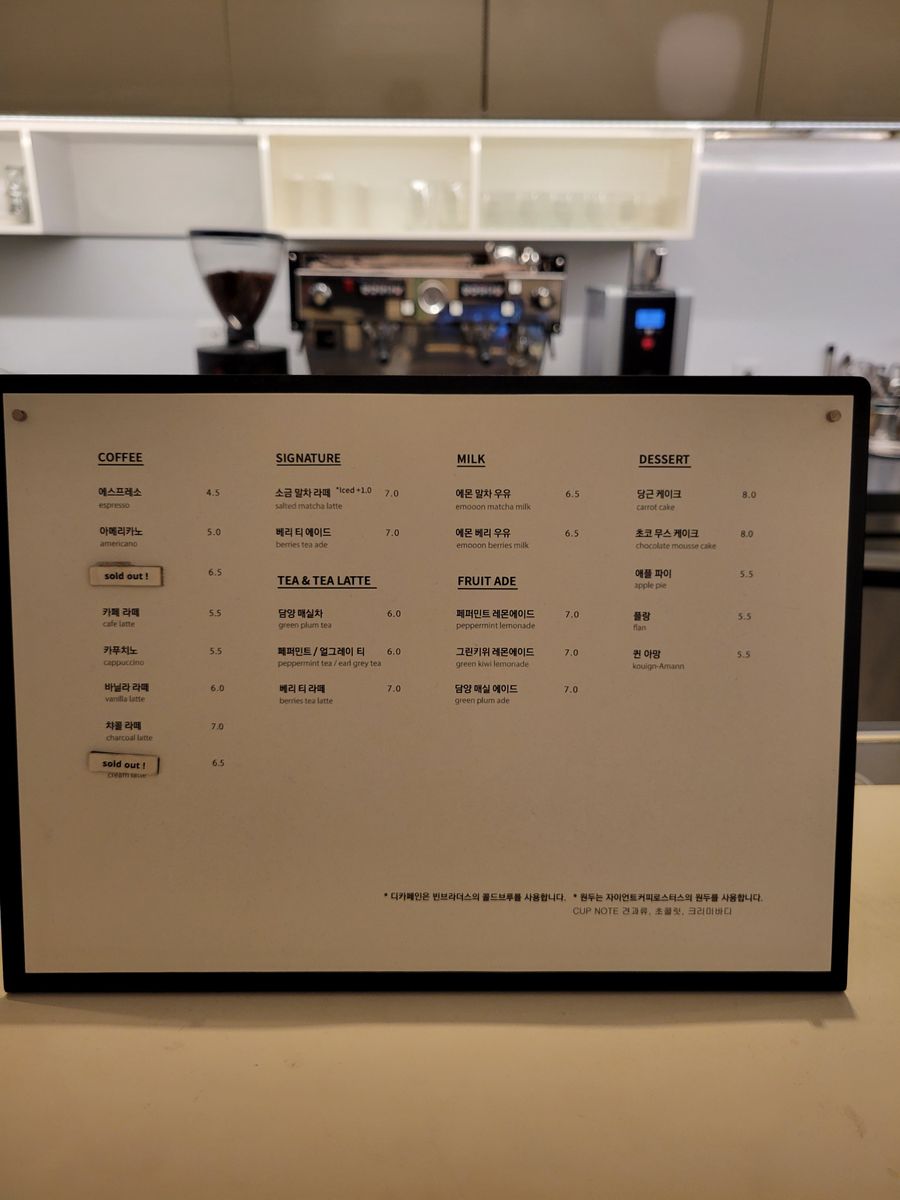 COFFEE
에스프레소 4.5
espresso
아메리카노 5.0
americano
sold out ! 6.5
카페 라떼 5.5
cafe latte
카푸치노 5.5
cappuccino
바닐라 라떼 6.0
vanilla latte
챠콜 라떼 7.0
charcoal latte
sold out ! 6.5
cream latte
SIGNATURE
소금 말차 라떼 *Iced +1.0 7.0
salted matcha latte
베리 티 에이드 7.0
berries tea ade
TEA & TEA LATTE
담양 매실차 6.0
green plum tea
페퍼민트 / 얼그레이 티 6.0
peppermint tea / earl grey tea
베리 티 라떼 7.0
berries tea latte
MILK
에몬 말차 우유 6.5
emooon matcha milk
에몬 베리 우유 6.5
emooon berries milk
FRUIT ADE
페퍼민트 레몬에이드 7.0
peppermint lemonade
그린키위 레몬에이드 7.0
green kiwi lemonade
담양 매실 에이드 7.0
green plum ade
DESSERT
당근 케이크 8.0
carrot cake
초코 무스 케이크 8.0
chocolate mousse cake
애플 파이 5.5
apple pie
플랑 5.5
flan
퀸 아망 5.5
kouign-Amann
* 디카페인은 빈브라더스의 콜드브루를 사용합니다. * 원두는 자이언트커피로스터스의 원두를 사용합니다.
CUP NOTE 견과류, 초콜릿, 크리미바디